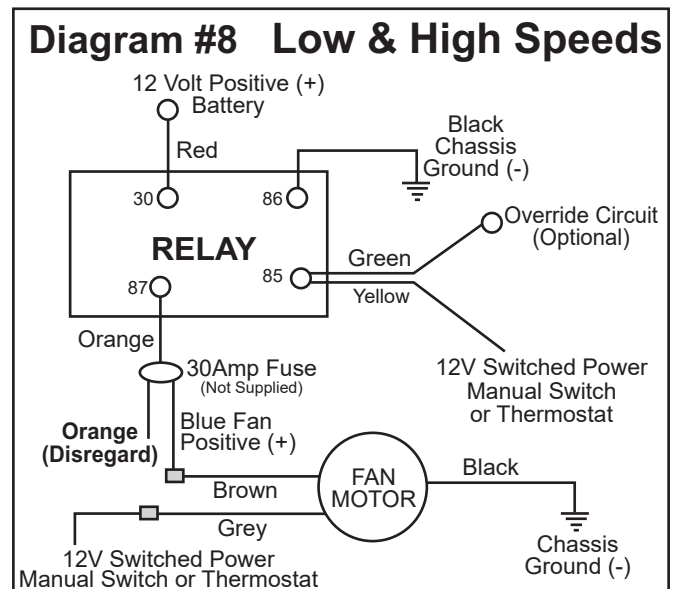 Diagram #8 Low & High Speeds
12 Volt Positive (+)
Battery
Red
Black
Chassis
Ground (-)
30
86
Override Circuit
(Optional)
RELAY
Green
85
87
Yellow
Orange
30Amp Fuse
(Not Supplied)
12V Switched Power
Manual Switch
or Thermostat
Orange
(Disregard)
Blue Fan
Positive (+)
FAN
MOTOR
Black
Brown
Grey
Chassis
Ground (-)
12V Switched Power
Manual Switch or Thermostat